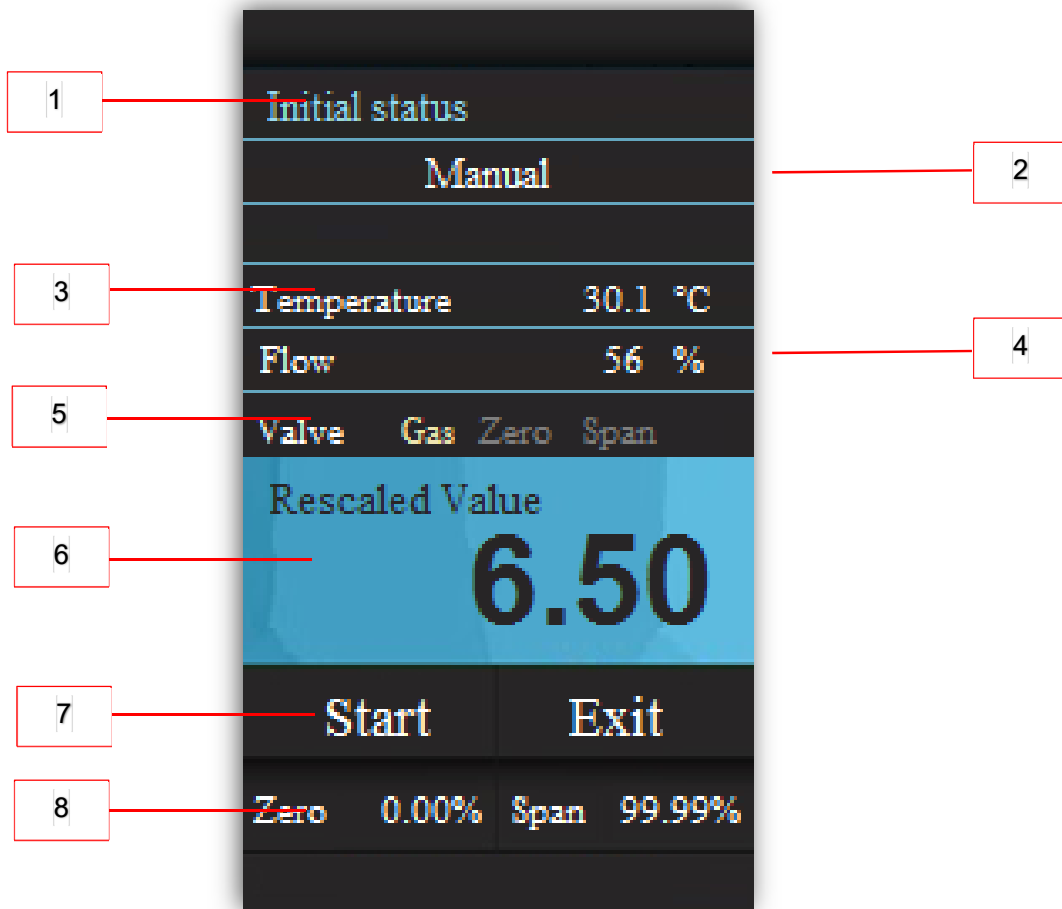 1
Initial status
Manual
2
3
Temperature 30.1 °C
Flow 56 %
4
5
Valve Gas Zero Span
Rescaled Value
6
6.50
7
Start Exit
8
Zero 0.00% Span 99.99%